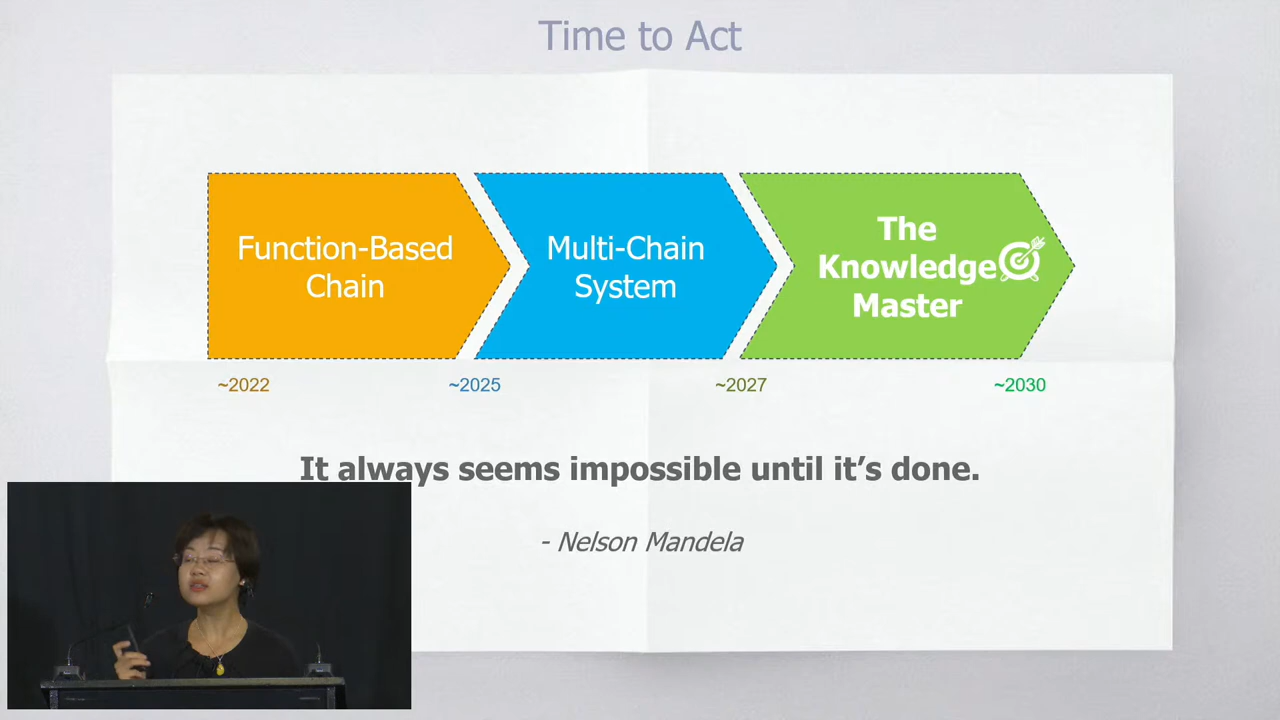 Time to Act
Function-Based
Chain
Multi-Chain
System
The
Knowledge
Master
~2022
~2025
~2027
~2030
It always seems impossible until it’s done.
- Nelson Mandela